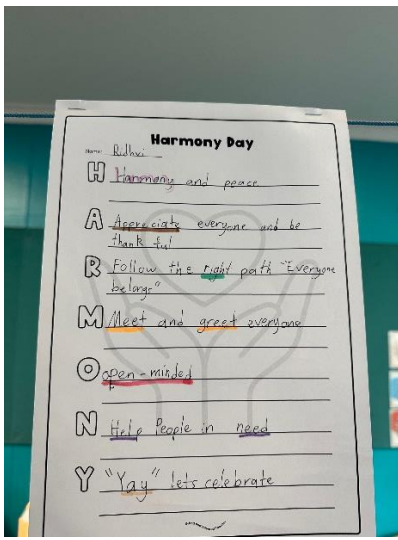 Harmony Day
Name: Ridhvi
H Harmony and peace
A Appreciate everyone and be
thank ful
R Follow the right path "Everyone
belongs"
M Meet and greet everyone
O open-minded
N Help People in need
Y "Yay" lets celebrate